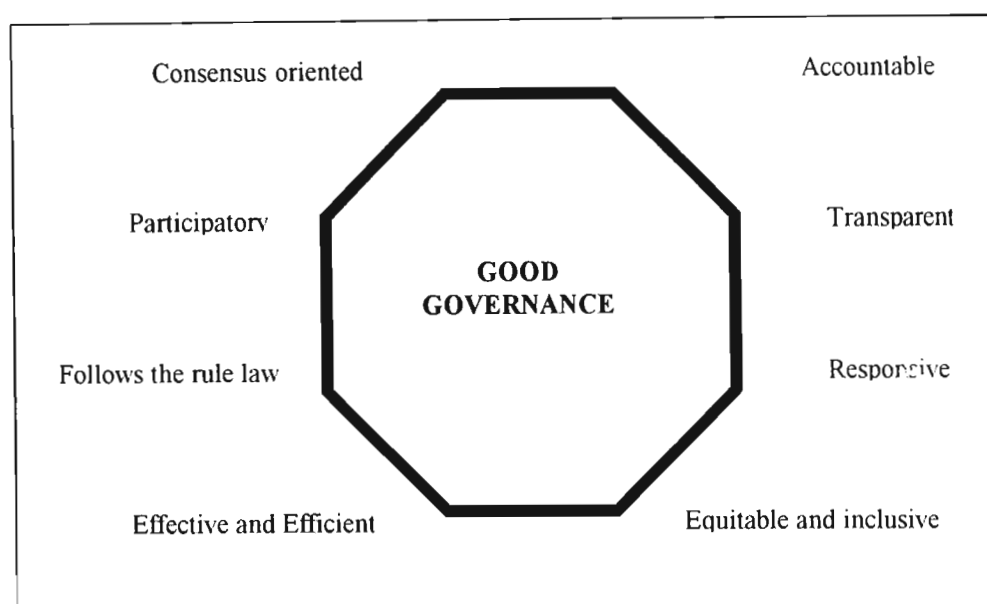 Consensus oriented
Accountable
Participatory
Transparent
GOOD
GOVERNANCE
Follows the rule law
Responsive
Effective and Efficient
Equitable and inclusive